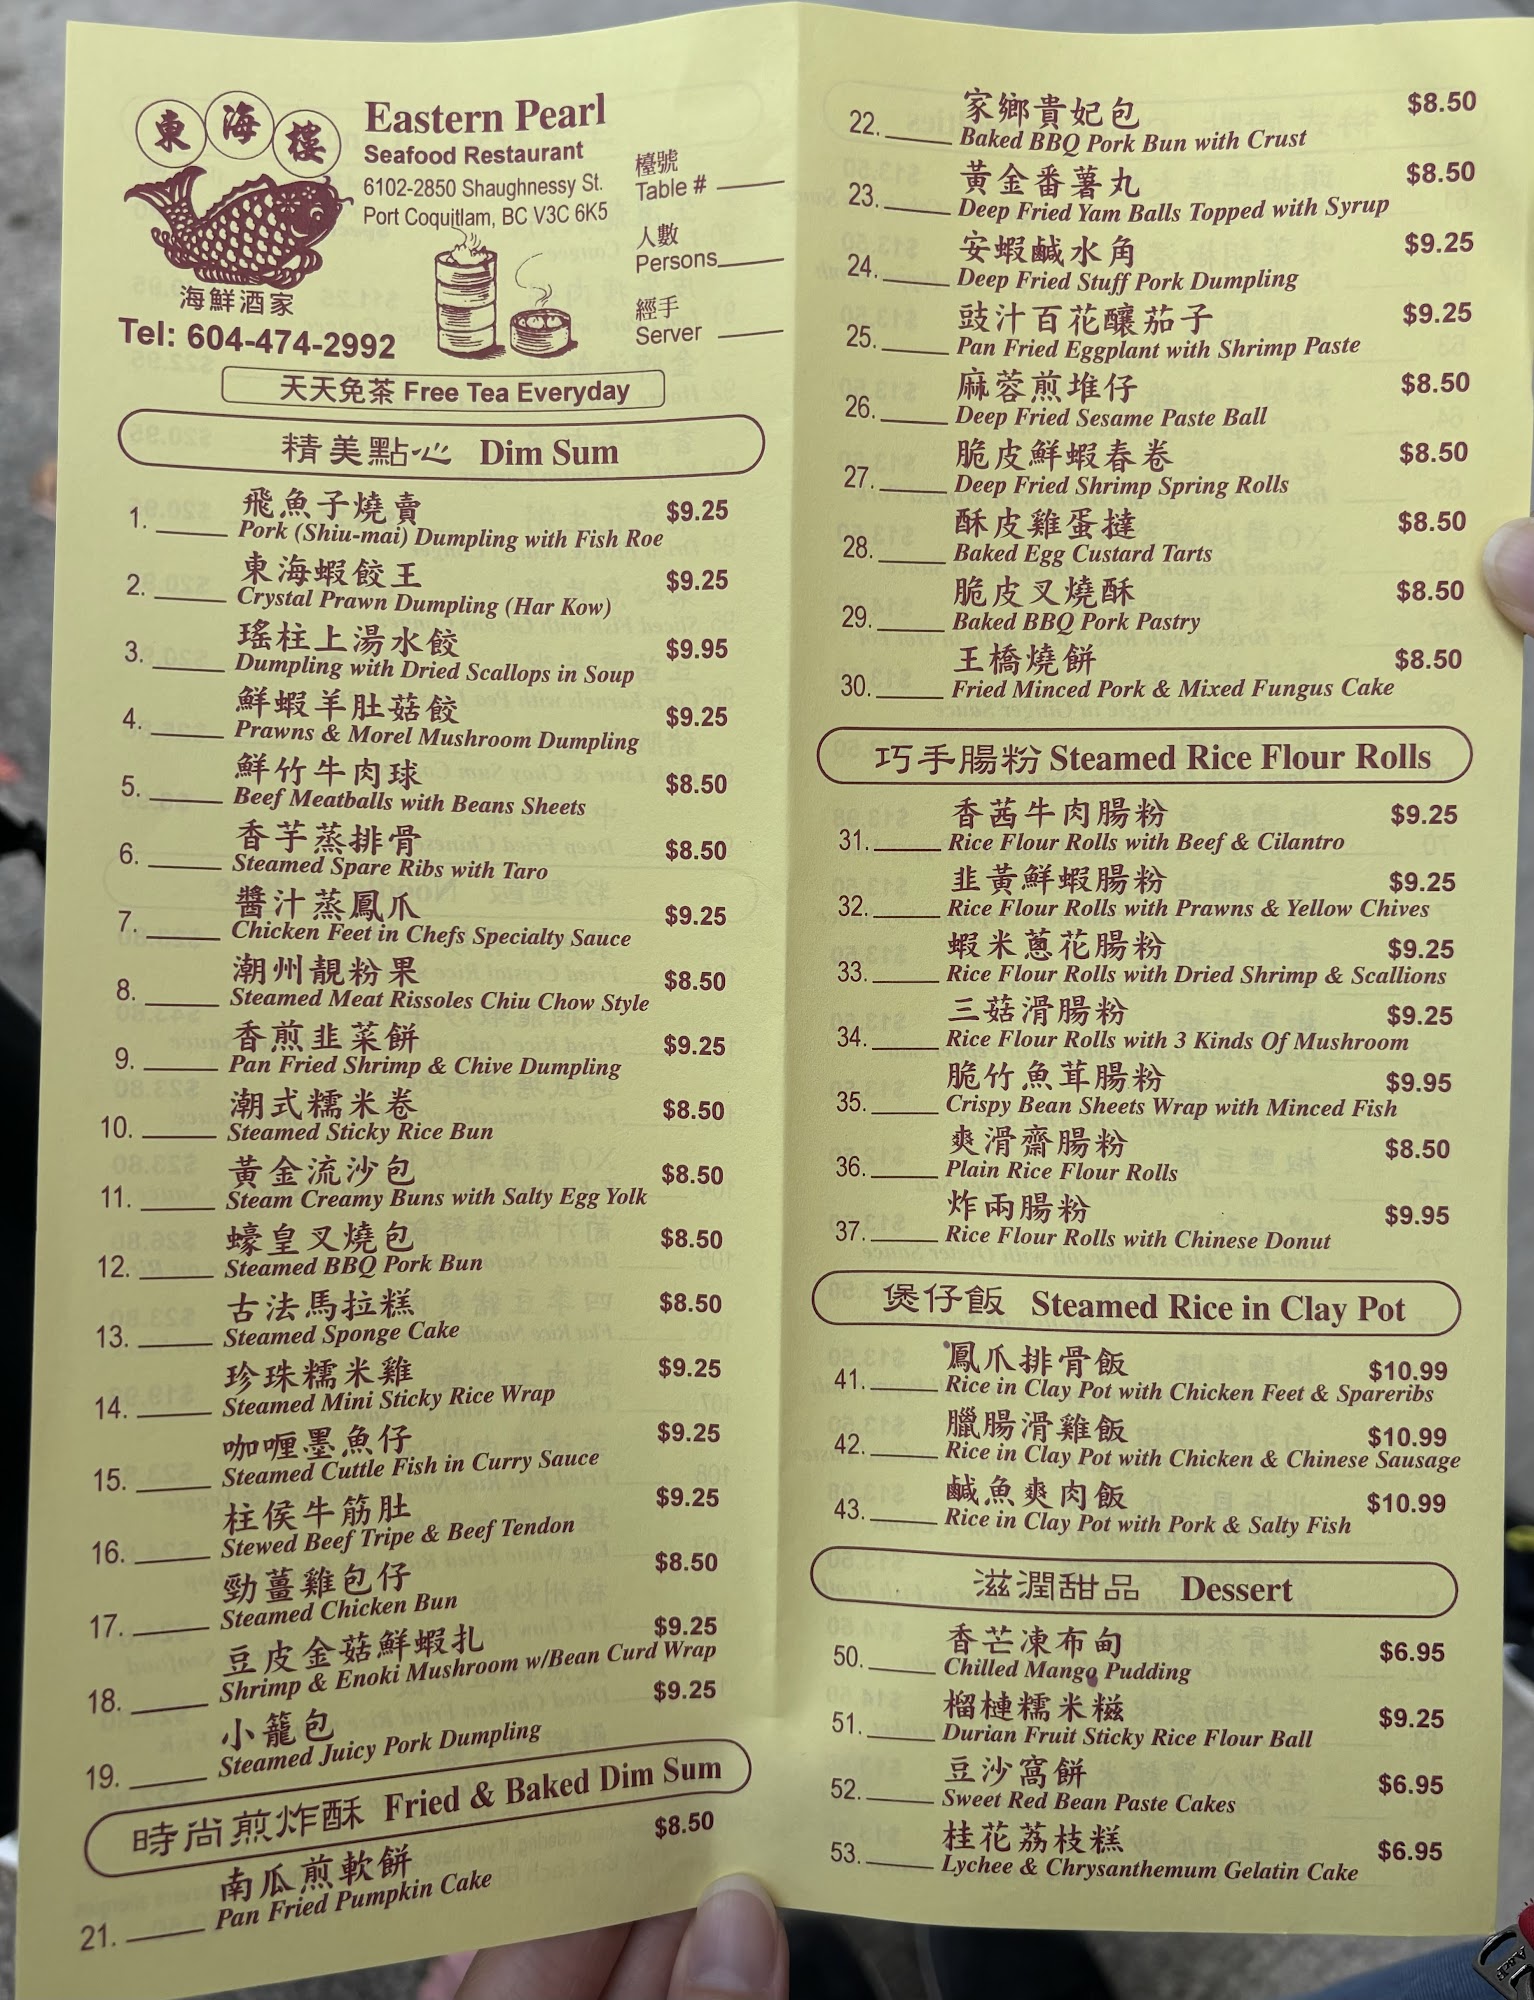 東海樓
海鮮酒家
Eastern Pearl
Seafood Restaurant
6102-2850 Shaughnessy St.
Port Coquitlam, BC V3C 6K5
Tel: 604-474-2992
檯號
Table #
人數
Persons
經手
Server
天天免茶 Free Tea Everyday
精美點心 Dim Sum
飛魚子燒賣
1. Pork (Shiu-mai) Dumpling with Fish Roe $9.25
東海蝦餃王
2. Crystal Prawn Dumpling (Har Kow) $9.25
瑤柱上湯水餃
3. Dumpling with Dried Scallops in Soup $9.95
鮮蝦羊肚菇餃
4. Prawns & Morel Mushroom Dumpling $9.25
鮮竹牛肉球
5. Beef Meatballs with Beans Sheets $8.50
香芋蒸排骨
6. Steamed Spare Ribs with Taro $8.50
醬汁蒸鳳爪
7. Chicken Feet in Chefs Specialty Sauce $9.25
潮州靚粉果
8. Steamed Meat Rissoles Chiu Chow Style $8.50
香煎韭菜餅
9. Pan Fried Shrimp & Chive Dumpling $9.25
潮式糯米卷
10. Steamed Sticky Rice Bun $8.50
黃金流沙包
11. Steam Creamy Buns with Salty Egg Yolk $8.50
蠔皇叉燒包
12. Steamed BBQ Pork Bun $8.50
古法馬拉糕
13. Steamed Sponge Cake $8.50
珍珠糯米雞
14. Steamed Mini Sticky Rice Wrap $9.25
咖喱墨魚仔
15. Steamed Cuttle Fish in Curry Sauce $9.25
柱侯牛筋肚
16. Stewed Beef Tripe & Beef Tendon $9.25
勁薑雞包仔
17. Steamed Chicken Bun $8.50
豆皮金菇鮮蝦扎
18. Shrimp & Enoki Mushroom w/Bean Curd Wrap $9.25
小籠包
19. Steamed Juicy Pork Dumpling $9.25
時尚煎炸酥 Fried & Baked Dim Sum
南瓜煎軟餅
21. Pan Fried Pumpkin Cake $8.50
家鄉貴妃包
22. Baked BBQ Pork Bun with Crust $8.50
黃金番薯丸
23. Deep Fried Yam Balls Topped with Syrup $8.50
安蝦鹹水角
24. Deep Fried Stuff Pork Dumpling $9.25
豉汁百花釀茄子
25. Pan Fried Eggplant with Shrimp Paste $9.25
麻蓉煎堆仔
26. Deep Fried Sesame Paste Ball $8.50
脆皮鮮蝦春卷
27. Deep Fried Shrimp Spring Rolls $8.50
酥皮雞蛋撻
28. Baked Egg Custard Tarts $8.50
脆皮叉燒酥
29. Baked BBQ Pork Pastry $8.50
王橋燒餅
30. Fried Minced Pork & Mixed Fungus Cake $8.50
巧手腸粉 Steamed Rice Flour Rolls
香茜牛肉腸粉
31. Rice Flour Rolls with Beef & Cilantro $9.25
韭黃鮮蝦腸粉
32. Rice Flour Rolls with Prawns & Yellow Chives $9.25
蝦米蔥花腸粉
33. Rice Flour Rolls with Dried Shrimp & Scallions $9.25
三菇滑腸粉
34. Rice Flour Rolls with 3 Kinds Of Mushroom $9.25
脆竹魚茸腸粉
35. Crispy Bean Sheets Wrap with Minced Fish $9.95
爽滑齋腸粉
36. Plain Rice Flour Rolls $8.50
炸兩腸粉
37. Rice Flour Rolls with Chinese Donut $9.95
煲仔飯 Steamed Rice in Clay Pot
鳳爪排骨飯
41. Rice in Clay Pot with Chicken Feet & Spareribs $10.99
臘腸滑雞飯
42. Rice in Clay Pot with Chicken & Chinese Sausage $10.99
鹹魚爽肉飯
43. Rice in Clay Pot with Pork & Salty Fish $10.99
滋潤甜品 Dessert
香芒凍布甸
50. Chilled Mango Pudding $6.95
榴槤糯米糍
51. Durian Fruit Sticky Rice Flour Ball $9.25
豆沙窩餅
52. Sweet Red Bean Paste Cakes $6.95
桂花荔枝糕
53. Lychee & Chrysanthemum Gelatin Cake $6.95